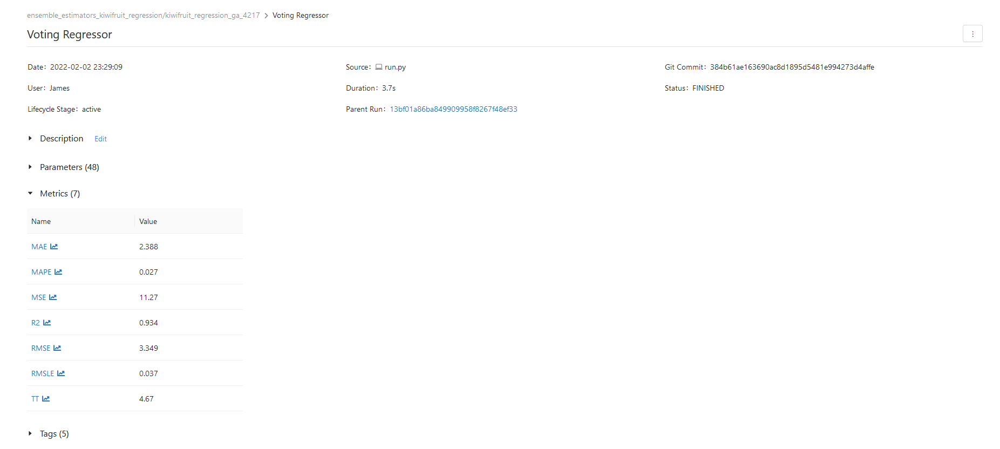 ensemble_estimators_kiwifruit_regression/kiwifruit_regression_ga_4217 > Voting Regressor
Voting Regressor
Date: 2022-02-02 23:29:09
Source: run.py
Git Commit: 384b61ae163690ac8d1895d5481e994273d4affe
User: James
Duration: 3.7s
Status: FINISHED
Lifecycle Stage: active
Parent Run: 13bf01a86ba849909958f8267f48ef33
Description Edit
Parameters (48)
Metrics (7)
Name Value
MAE 2.388
MAPE 0.027
MSE 11.27
R2 0.934
RMSE 3.349
RMSLE 0.037
TT 4.67
Tags (5)